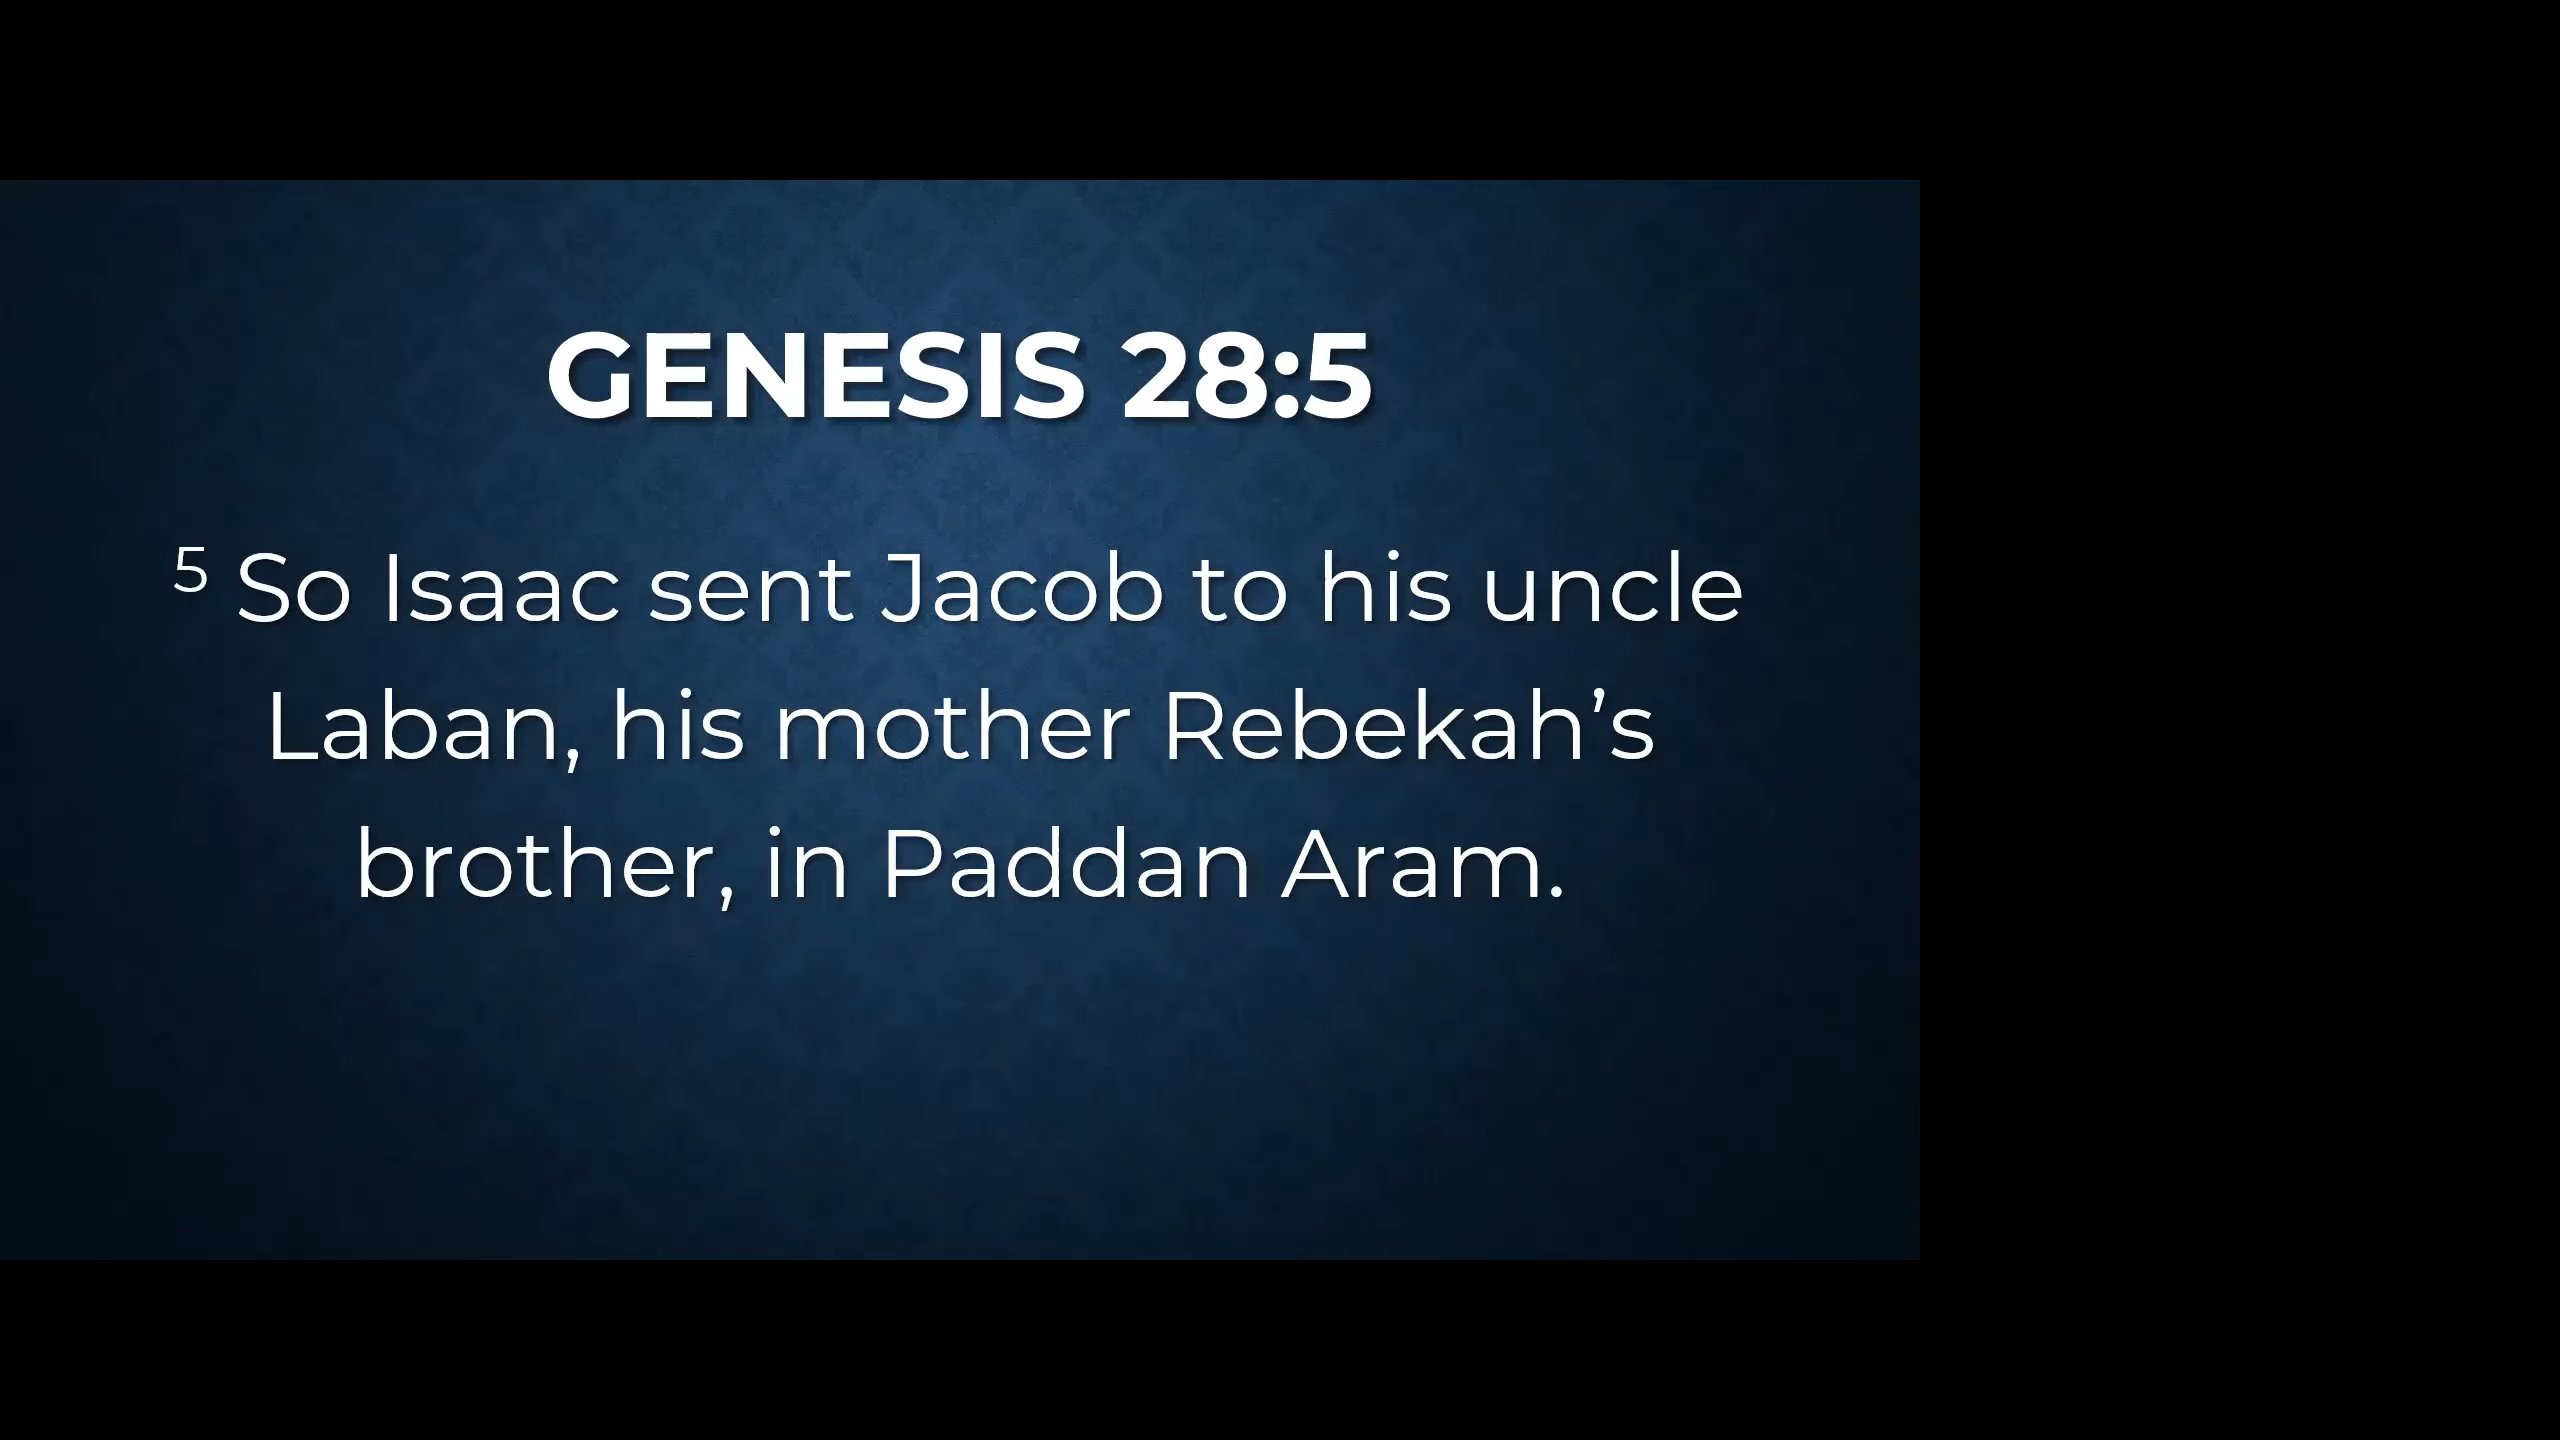 GENESIS 28:5
5 So Isaac sent Jacob to his uncle
Laban, his mother Rebekah’s
brother, in Paddan Aram.